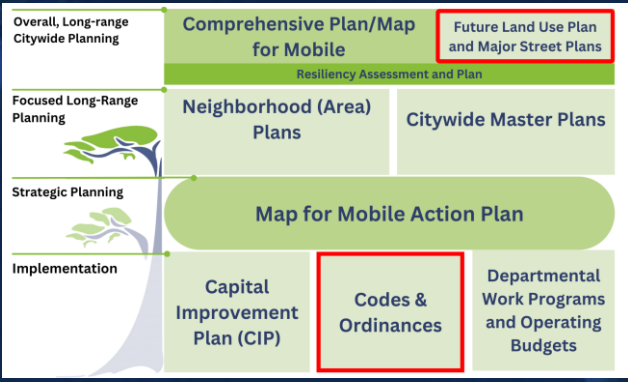 Overall, Long-range
Citywide Planning
Comprehensive Plan/Map
for Mobile
Future Land Use Plan
and Major Street Plans
Resiliency Assessment and Plan
Focused Long-Range
Planning
Neighborhood (Area)
Plans
Citywide Master Plans
Strategic Planning
Map for Mobile Action Plan
Implementation
Capital
Improvement
Plan (CIP)
Codes &
Ordinances
Departmental
Work Programs
and Operating
Budgets